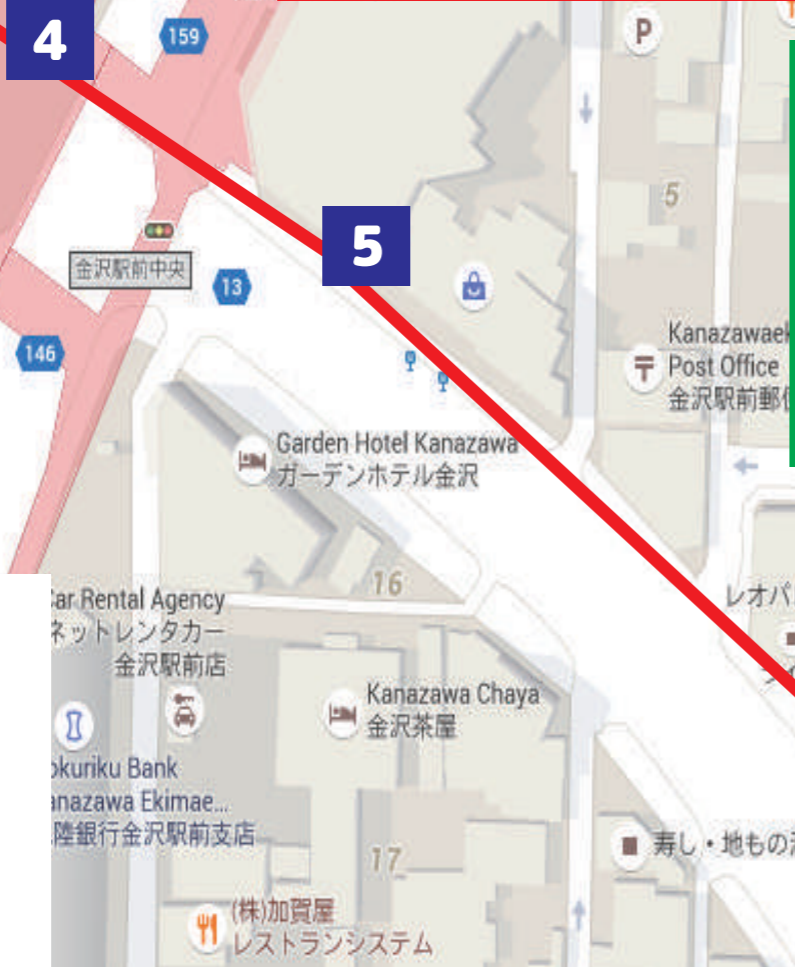 4
159
P
5
5
金沢駅前中央
13
146
Kanazawaek
Post Office
金沢駅前郵便
Garden Hotel Kanazawa
ガーデンホテル金沢
16
レオパ
Car Rental Agency
ネットレンタカー
金沢駅前店
Kanazawa Chaya
金沢茶屋
okuriku Bank
anazawa Ekimae...
陸銀行金沢駅前支店
寿し・地もの
17
(株)加賀屋
レストランシステム